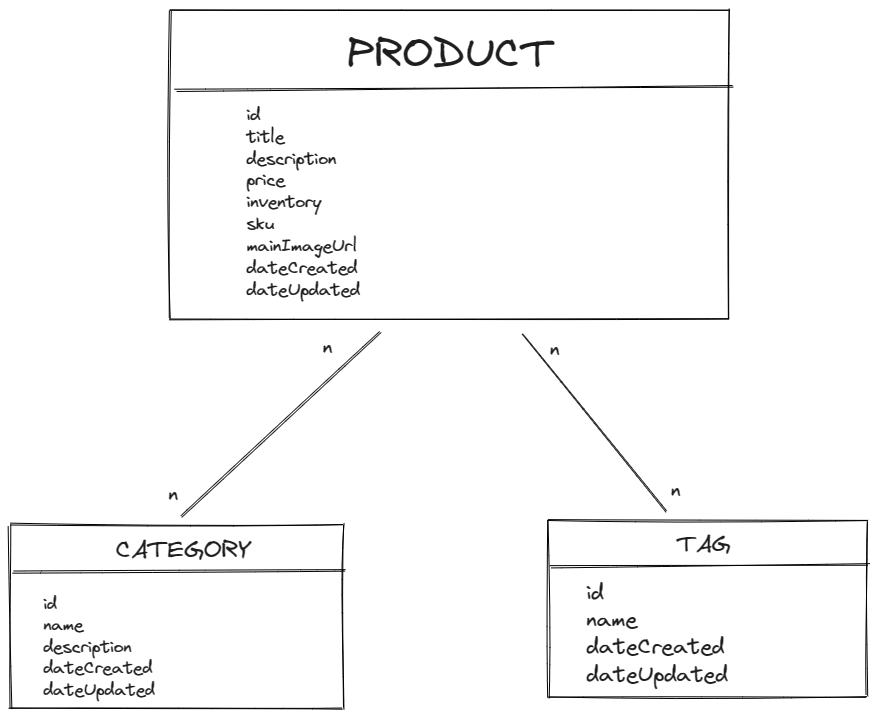 PRODUCT
id
title
description
price
inventory
sku
mainImageUrl
dateCreated
dateUpdated
n
n
n
n
CATEGORY
id
name
description
dateCreated
dateUpdated
TAG
id
name
dateCreated
dateUpdated